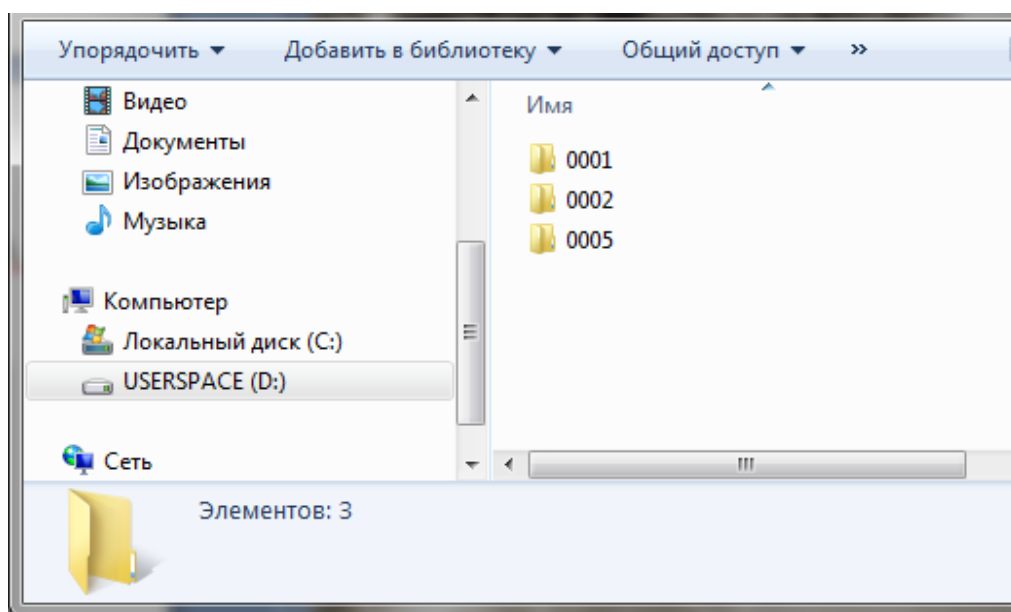 Упорядочить Добавить в библиотеку Общий доступ »
Видео
Документы
Изображения
Музыка
Компьютер
Локальный диск (C:)
USERSPACE (D:)
Сеть
Имя
0001
0002
0005
Элементов: 3